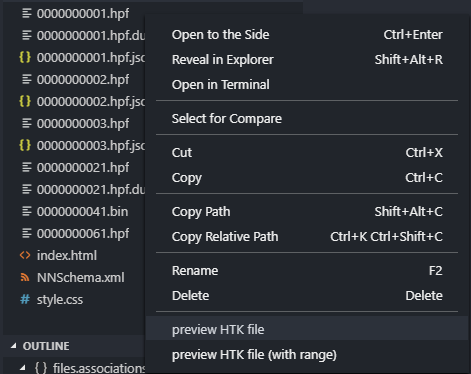 0000000001.hpf
0000000001.hpf.du
0000000001.hpf.jsc
0000000002.hpf
0000000002.hpf.jsc
0000000003.hpf
0000000003.hpf.jsc
0000000021.hpf
0000000021.hpf.du
0000000041.bin
0000000061.hpf
index.html
NNSchema.xml
style.css
OUTLINE
{ } files.associations
Open to the Side Ctrl+Enter
Reveal in Explorer Shift+Alt+R
Open in Terminal
Select for Compare
Cut Ctrl+X
Copy Ctrl+C
Copy Path Shift+Alt+C
Copy Relative Path Ctrl+K Ctrl+Shift+C
Rename F2
Delete Delete
preview HTK file
preview HTK file (with range)